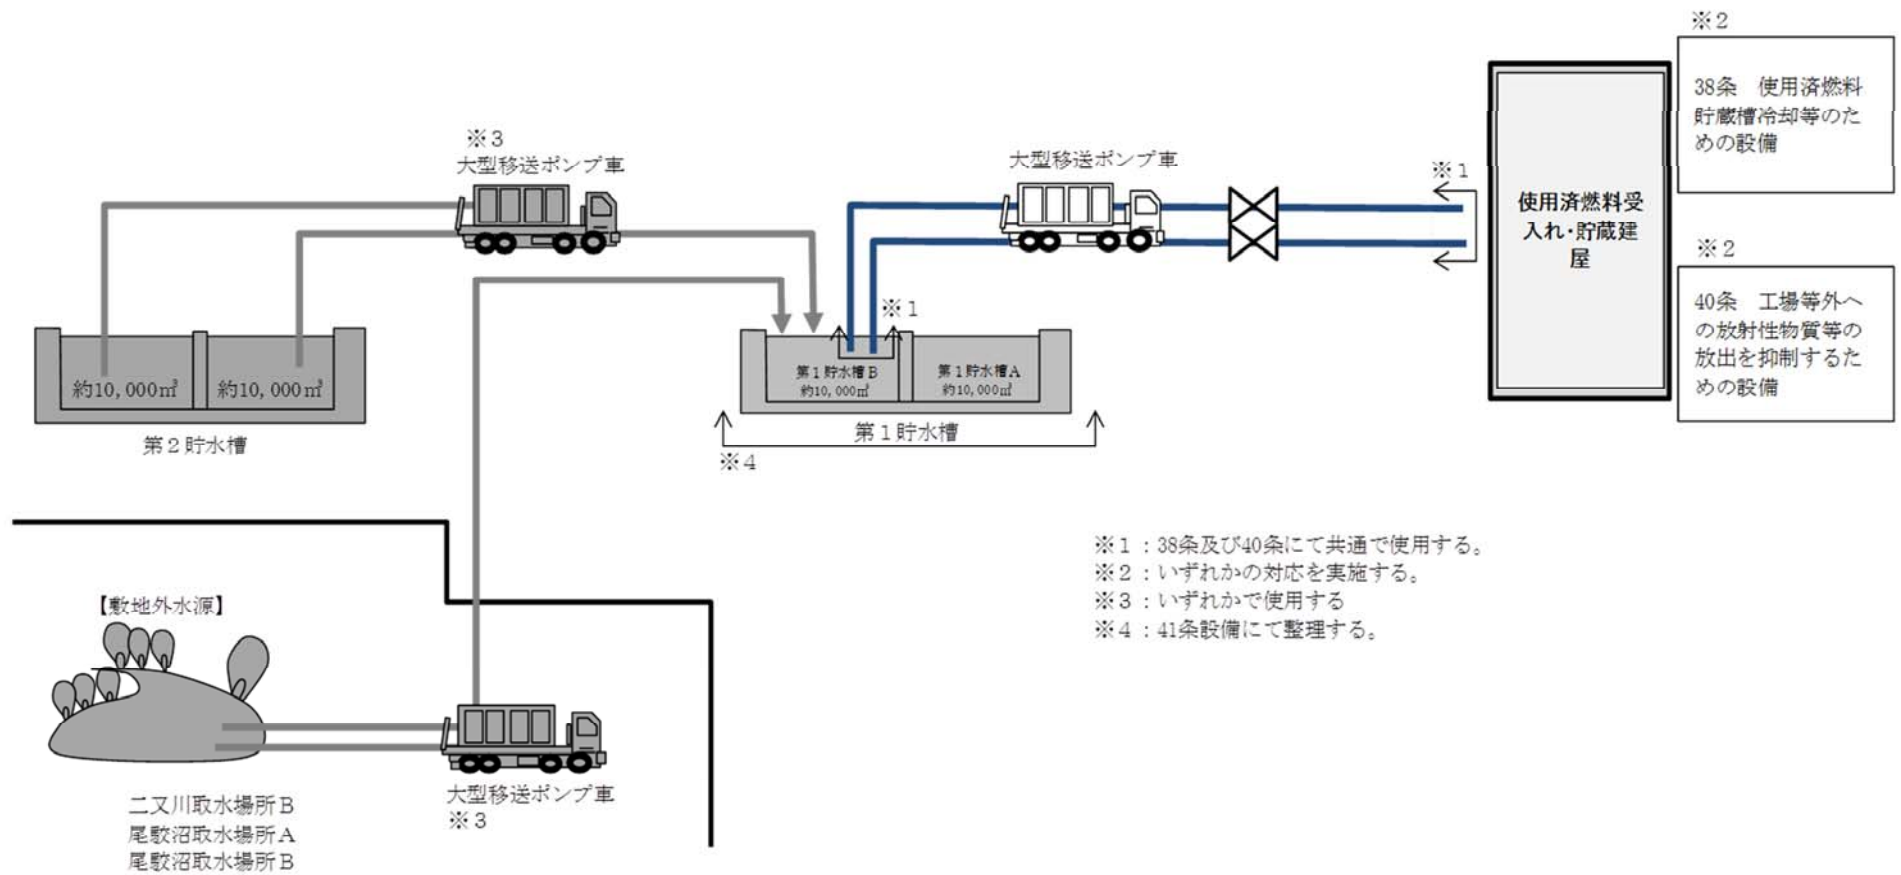 ※2
38条　使用済燃料
貯蔵槽冷却等のた
めの設備
※3
大型移送ポンプ車
大型移送ポンプ車
※1
使用済燃料受
入れ・貯蔵建
屋
※2
40条　工場等外へ
の放射性物質等の
放出を抑制するた
めの設備
※1
約10,000㎥
約10,000㎥
第2貯水槽
第1貯水槽B
約10,000㎥
第1貯水槽A
約10,000㎥
第1貯水槽
※4
※1：38条及び40条にて共通で使用する。
※2：いずれかの対応を実施する。
※3：いずれかで使用する
※4：41条設備にて整理する。
【敷地外水源】
大型移送ポンプ車
※3
二又川取水場所B
尾駮沼取水場所A
尾駮沼取水場所B